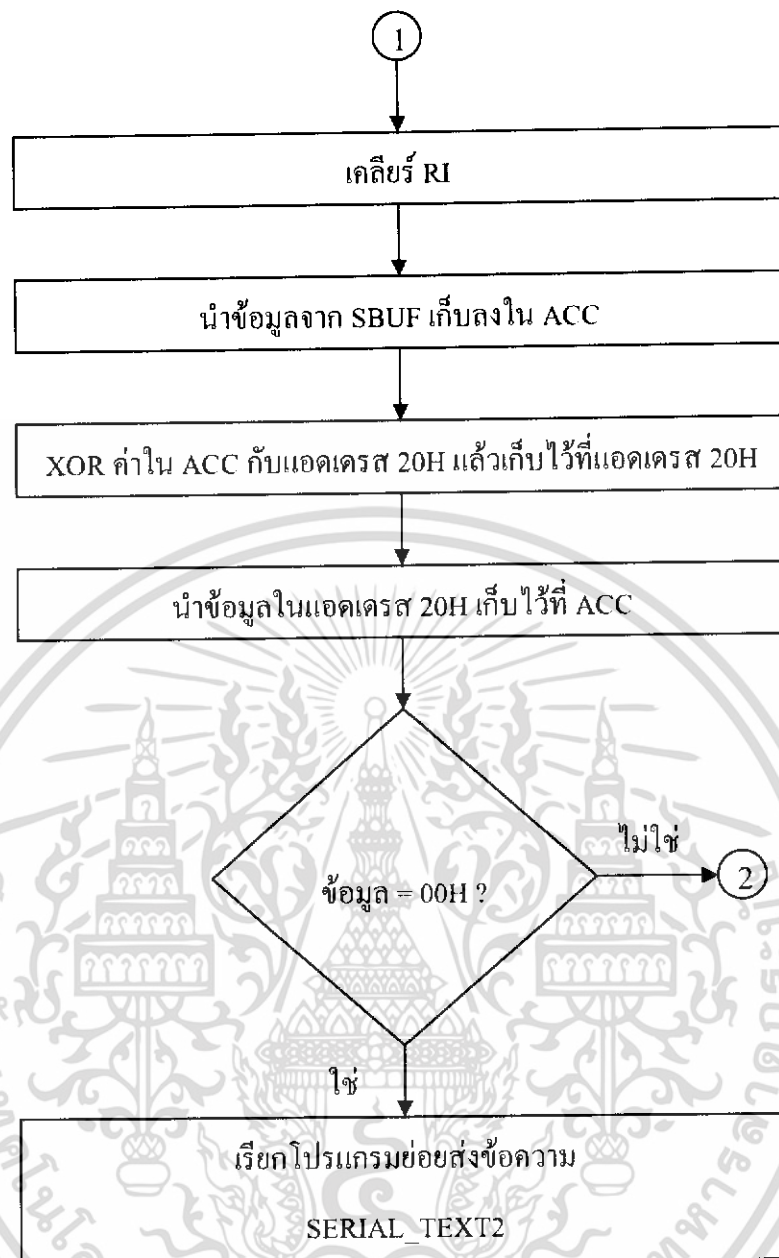 1
เคลียร์ RI
นำข้อมูลจาก SBUF เก็บลงใน ACC
XOR ค่าใน ACC กับแอดเดรส 20H แล้วเก็บไว้ที่แอดเดรส 20H
นำข้อมูลในแอดเดรส 20H เก็บไว้ที่ ACC
ไม่ใช่
ข้อมูล = 00H ?
2
ใช่
เรียกโปรแกรมย่อยส่งข้อความ
SERIAL_TEXT2